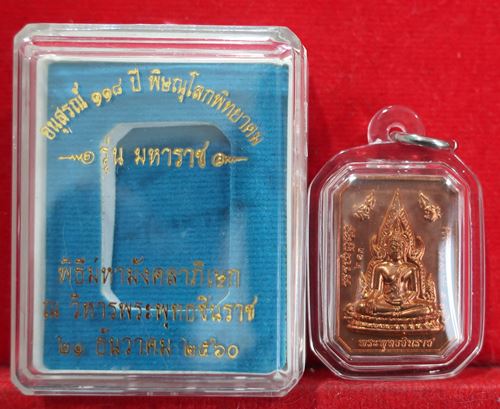 อนุสรณ์ ๑๑๘ ปี พิษณุโลกพิทยาคม
รุ่น มหาราช
พิธีมหามังคลาภิเษก
ณ วิหารพระพุทธชินราช
๒๑ ธันวาคม ๒๕๖๐
พระพุทธชินราช